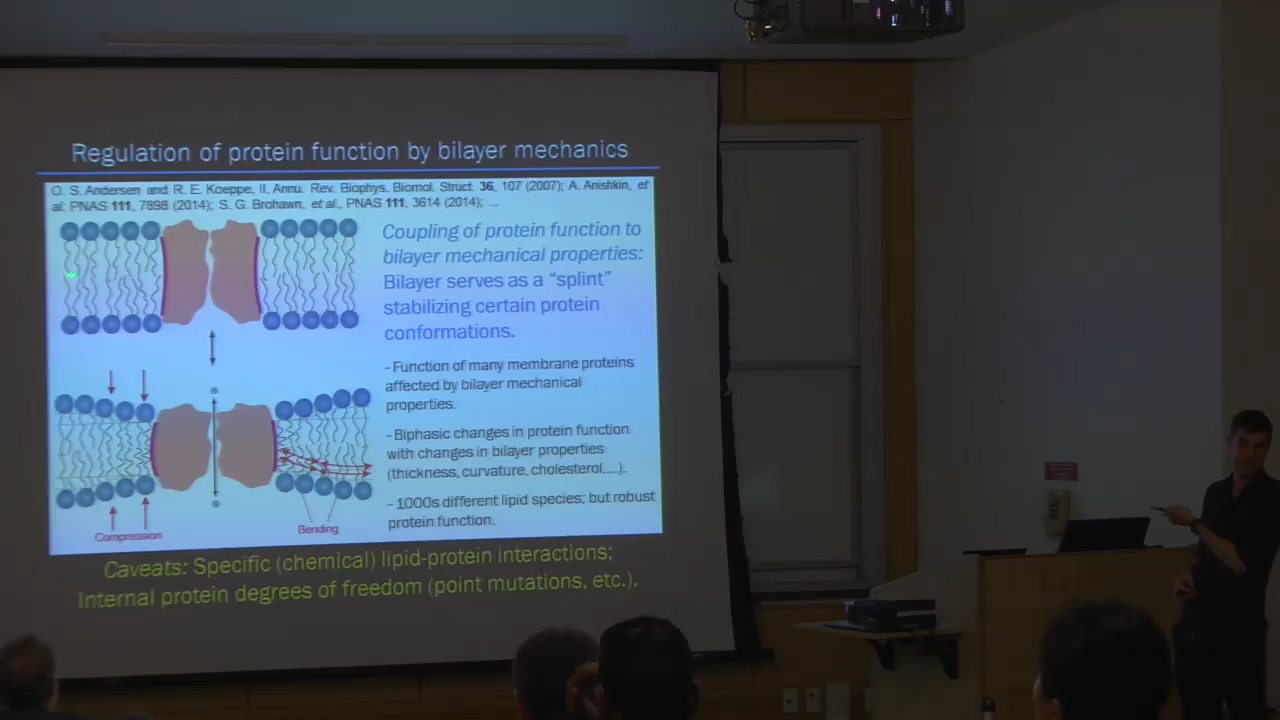 Regulation of protein function by bilayer mechanics
O. S. Andersen and R. E. Koeppe, II, Annu. Rev. Biophys. Biomol. Struct. 36, 107 (2007); A. Anishkin, et
al. PNAS 111, 7898 (2014); S. G. Brohawn, et al., PNAS 111, 3614 (2014); ...
Coupling of protein function to
bilayer mechanical properties:
Bilayer serves as a “splint”
stabilizing certain protein
conformations.
- Function of many membrane proteins
affected by bilayer mechanical
properties.
- Biphasic changes in protein function
with changes in bilayer properties
(thickness, curvature, cholesterol,...).
- 1000s different lipid species; but robust
protein function.
Compression
Bending
Caveats: Specific (chemical) lipid-protein interactions;
Internal protein degrees of freedom (point mutations, etc.).